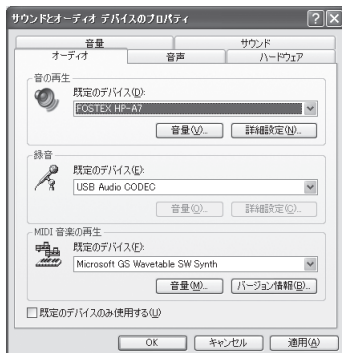 サウンドとオーディオ デバイスのプロパティ
音量 サウンド
オーディオ 音声 ハードウェア
音の再生
既定のデバイス(D):
FOSTEX HP-A7
音量(V)... 詳細設定(N)...
録音
既定のデバイス(E):
USB Audio CODEC
音量(O)... 詳細設定(C)...
MIDI 音楽の再生
既定のデバイス(F):
Microsoft GS Wavetable SW Synth
音量(M)... バージョン情報(B)...
既定のデバイスのみ使用する(U)
OK キャンセル 適用(A)